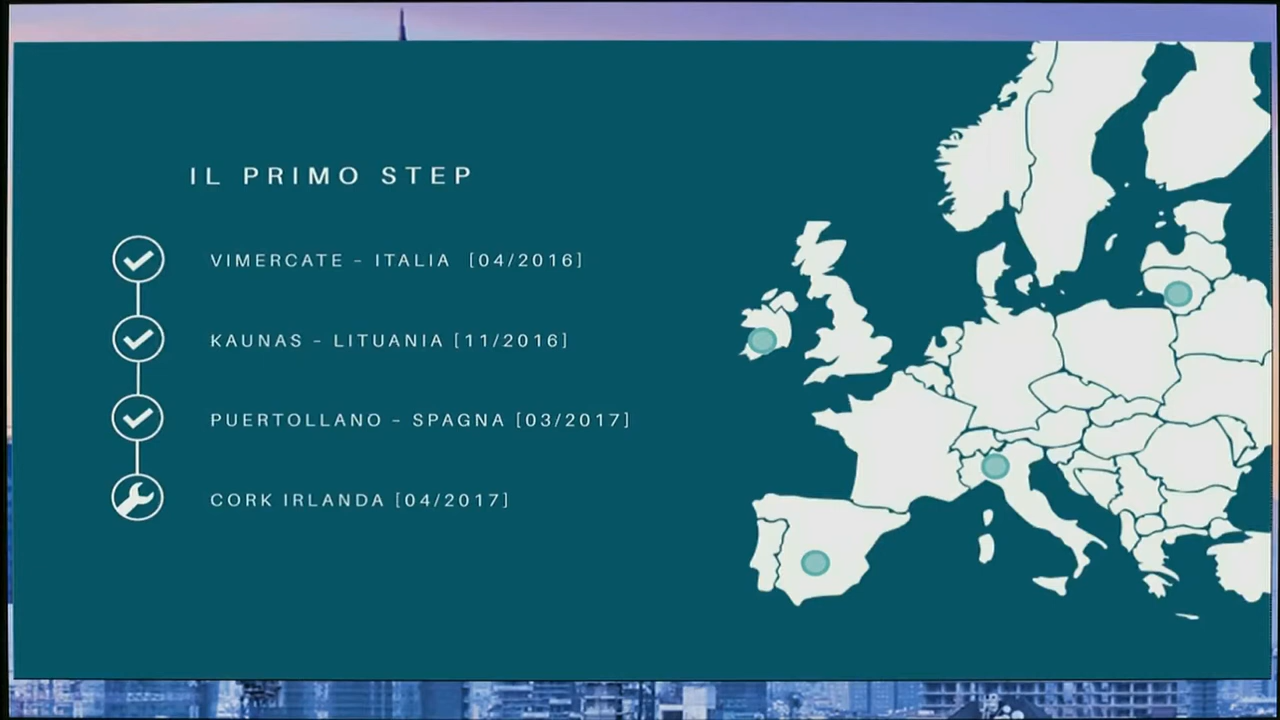 IL PRIMO STEP
VIMERCATE - ITALIA [04/2016]
KAUNAS - LITUANIA [11/2016]
PUERTOLLANO - SPAGNA [03/2017]
CORK IRLANDA [04/2017]